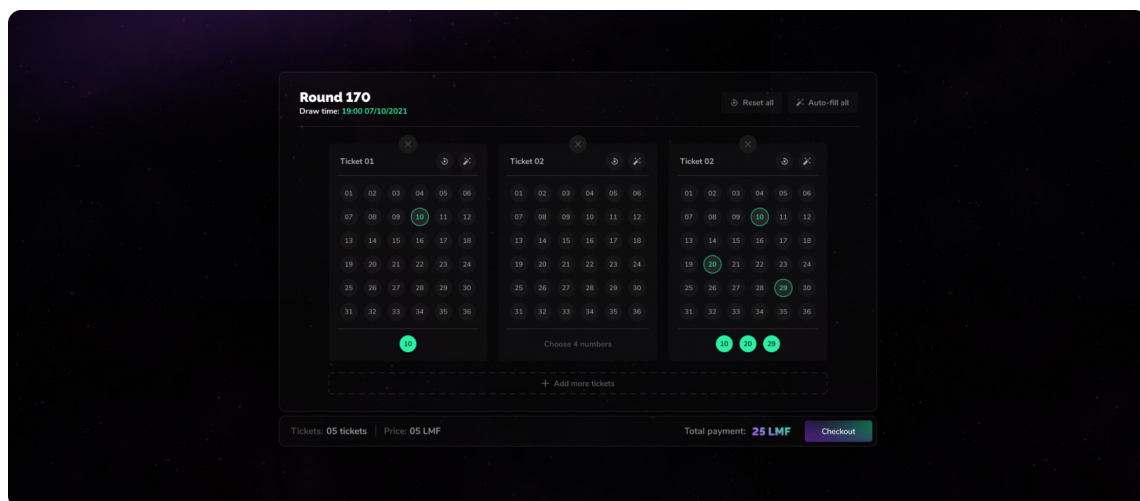 Round 170
Draw time: 19:00 07/10/2021
Reset all
Auto-fill all
Ticket 01
01 02 03 04 05 06
07 08 09 10 11 12
13 14 15 16 17 18
19 20 21 22 23 24
25 26 27 28 29 30
31 32 33 34 35 36
10
Ticket 02
01 02 03 04 05 06
07 08 09 10 11 12
13 14 15 16 17 18
19 20 21 22 23 24
25 26 27 28 29 30
31 32 33 34 35 36
Choose 4 numbers
Ticket 02
01 02 03 04 05 06
07 08 09 10 11 12
13 14 15 16 17 18
19 20 21 22 23 24
25 26 27 28 29 30
31 32 33 34 35 36
10 20 29
+ Add more tickets
Tickets: 05 tickets | Price: 05 LMF
Total payment: 25 LMF
Checkout